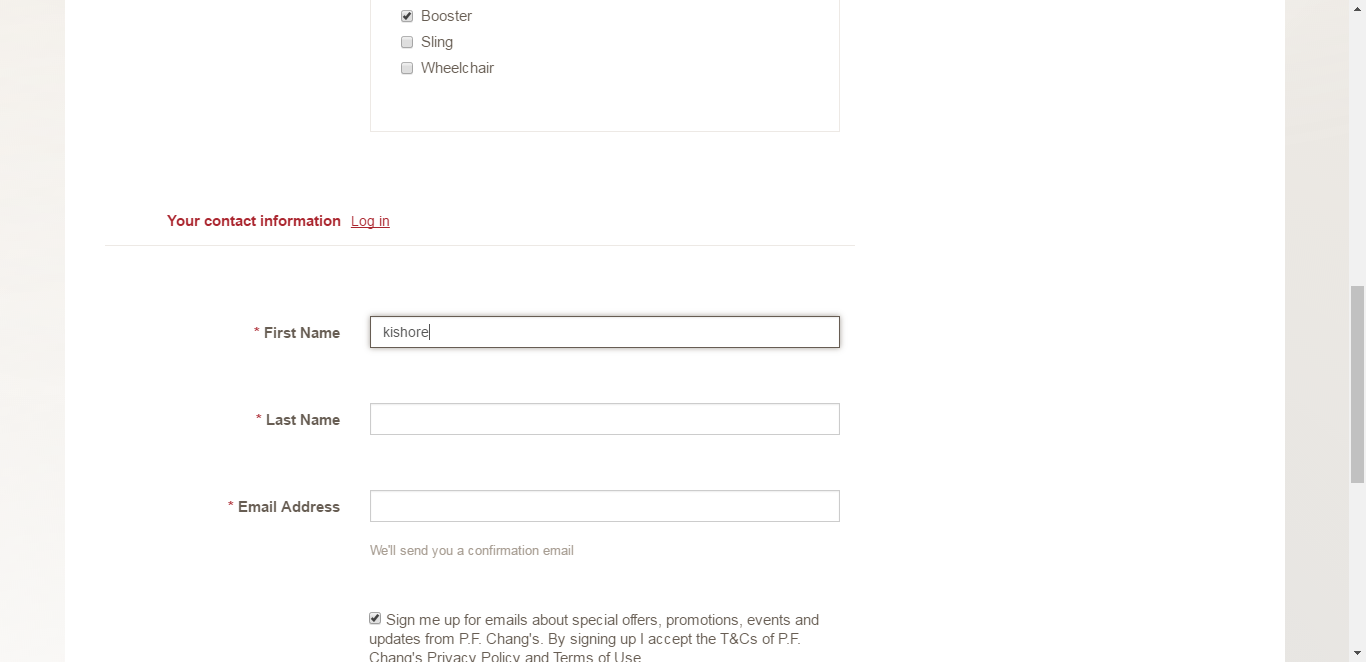 Booster
Sling
Wheelchair
Your contact information Log in
* First Name kishore
* Last Name
* Email Address
We'll send you a confirmation email
Sign me up for emails about special offers, promotions, events and
updates from P.F. Chang's. By signing up I accept the T&Cs of P.F.
Chang's Privacy Policy and Terms of Use